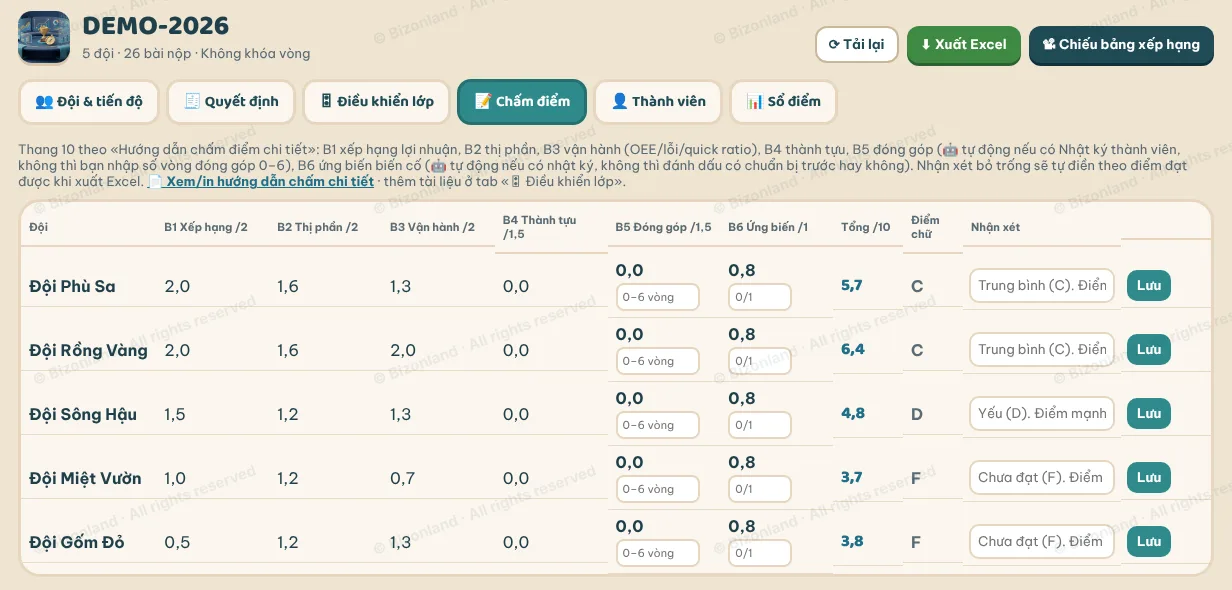 DEMO-2026
5 đội · 26 bài nộp · Không khóa vòng
⟳ Tải lại
⬇ Xuất Excel
📽 Chiếu bảng xếp hạng
👥 Đội & tiến độ
🧾 Quyết định
🎛 Điều khiển lớp
📝 Chấm điểm
👤 Thành viên
📊 Sổ điểm
Thang 10 theo «Hướng dẫn chấm điểm chi tiết»: B1 xếp hạng lợi nhuận, B2 thị phần, B3 vận hành (OEE/lỗi/quick ratio), B4 thành tựu, B5 đóng góp (🤖 tự động nếu có Nhật ký thành viên,
không thì bạn nhập số vòng đóng góp 0–6), B6 ứng biến biến cố (🤖 tự động nếu có nhật ký, không thì đánh dấu có chuẩn bị trước hay không). Nhận xét bỏ trống sẽ tự điền theo điểm đạt
được khi xuất Excel. 📄 Xem/in hướng dẫn chấm chi tiết · thêm tài liệu ở tab «🎛 Điều khiển lớp».
Đội B1 Xếp hạng /2 B2 Thị phần /2 B3 Vận hành /2 B4 Thành tựu /1,5 B5 Đóng góp /1,5 B6 Ứng biến /1 Tổng /10 Điểm chữ Nhận xét
Đội Phù Sa 2,0 1,6 1,3 0,0 0,0 0–6 vòng 0,8 0/1 5,7 C Trung bình (C). Điển Lưu
Đội Rồng Vàng 2,0 1,6 2,0 0,0 0,0 0–6 vòng 0,8 0/1 6,4 C Trung bình (C). Điển Lưu
Đội Sông Hậu 1,5 1,2 1,3 0,0 0,0 0–6 vòng 0,8 0/1 4,8 D Yếu (D). Điểm mạnh Lưu
Đội Miệt Vườn 1,0 1,2 0,7 0,0 0,0 0–6 vòng 0,8 0/1 3,7 F Chưa đạt (F). Điểm Lưu
Đội Gốm Đỏ 0,5 1,2 1,3 0,0 0,0 0–6 vòng 0,8 0/1 3,8 F Chưa đạt (F). Điểm Lưu
© Bizonland · All rights reserved